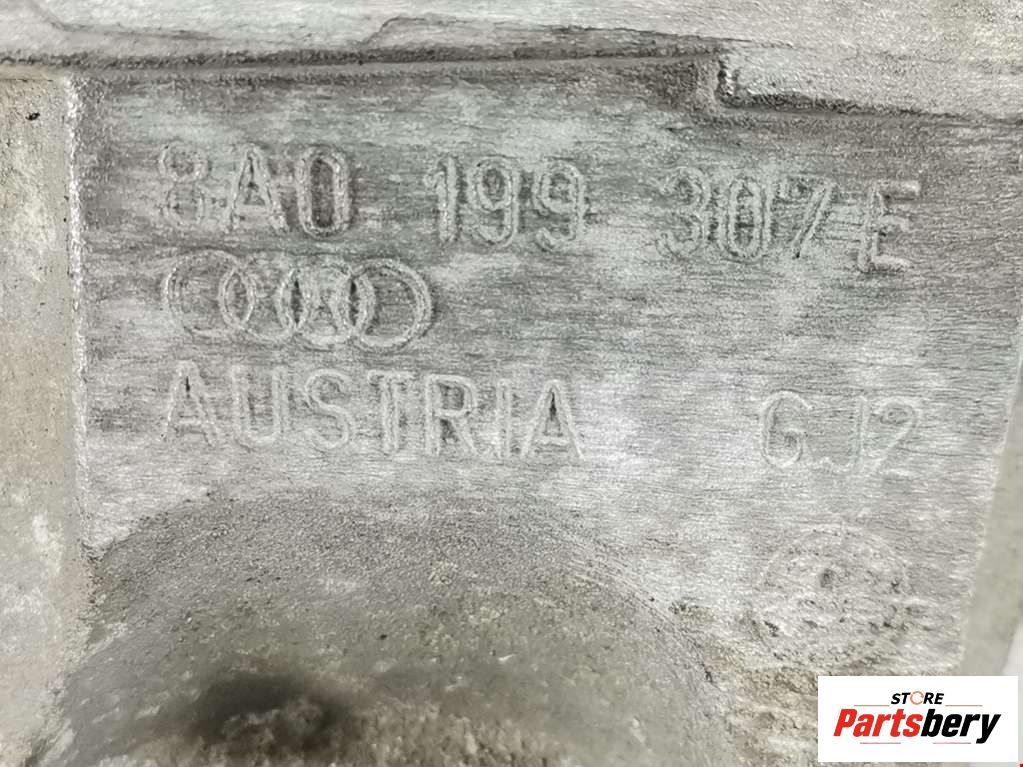 8A0 199 307 E
AUSTRIA GJ2
STORE
Partsbery